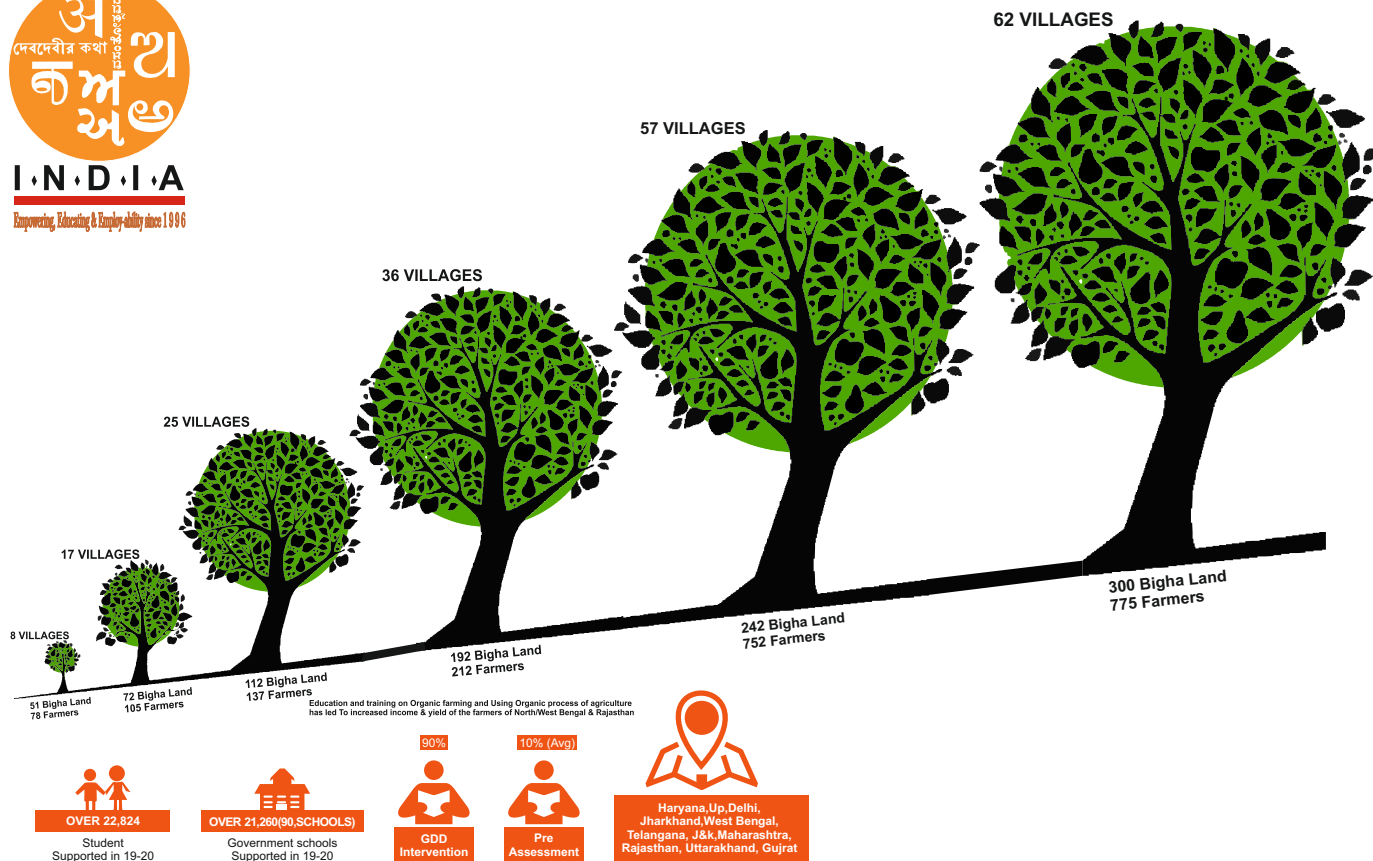 अ
দেবদেবীর কথা
ਅ
અ
I·N·D·I·A
Empowering, Educating & Employ-ability since 1996
62 VILLAGES
57 VILLAGES
36 VILLAGES
25 VILLAGES
17 VILLAGES
8 VILLAGES
51 Bigha Land
78 Farmers
72 Bigha Land
105 Farmers
112 Bigha Land
137 Farmers
192 Bigha Land
212 Farmers
242 Bigha Land
752 Farmers
300 Bigha Land
775 Farmers
Education and training on Organic farming and Using Organic process of agriculture
has led To increased income & yield of the farmers of North/West Bengal & Rajasthan
OVER 22,824
Student
Supported in 19-20
OVER 21,260(90,SCHOOLS)
Government schools
Supported in 19-20
90%
GDD
Intervention
10% (Avg)
Pre
Assessment
Haryana,Up,Delhi,
Jharkhand,West Bengal,
Telangana, J&k,Maharashtra,
Rajasthan, Uttarakhand, Gujrat